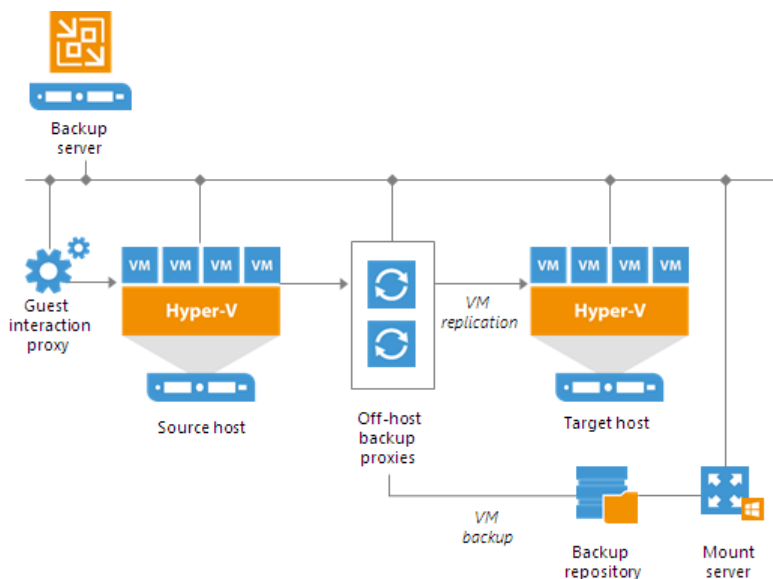 Backup
server
VM VM VM VM
Hyper-V
VM VM VM VM
Hyper-V
Guest
interaction
proxy
VM
replication
Source host
Off-host
backup
proxies
Target host
VM
backup
Backup
repository
Mount
server